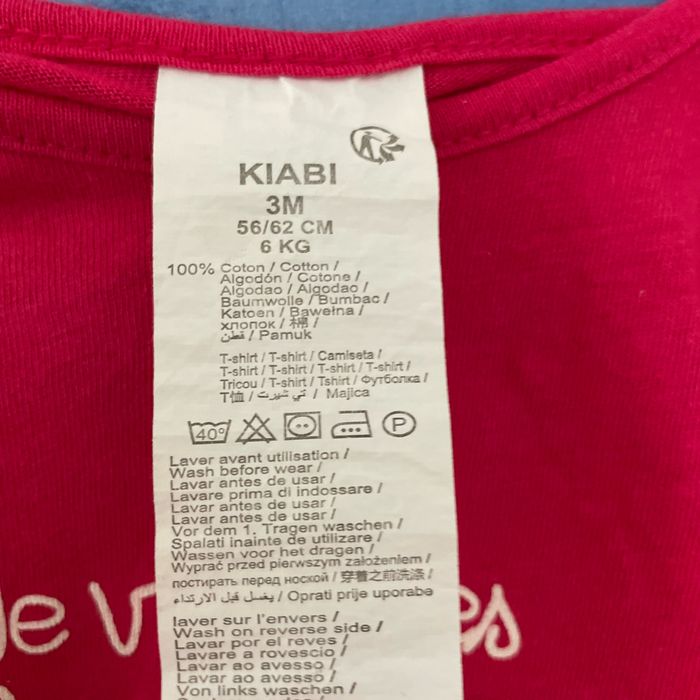 KIABI
3M
56/62 CM
6 KG
100% Coton / Cotton /
Algodón / Cotone /
Algodao / Algodao /
Baumwolle / Bumbac /
Katoen / Bawełna /
хлопок / 棉 /
قطن / Pamuk
T-shirt / T-shirt / Camiseta /
T-shirt / T-shirt / T-shirt / T-shirt /
Tricou / T-shirt / Tshirt / Футболка /
T恤 / تي شيرت / Majica
40° P
Laver avant utilisation /
Wash before wear /
Lavar antes de usar /
Lavare prima di indossare /
Lavar antes de usar /
Lavar antes de usar /
Vor dem 1. Tragen waschen /
Spalati inainte de utilizare /
Wassen voor het dragen /
Wyprać przed pierwszym założeniem /
постирать перед ноской / 穿着之前洗涤 /
يغسل قبل الارتداء / Oprati prije uporabe
laver sur l'envers /
Wash on reverse side /
Lavar por el reves /
Lavare a rovescio /
Lavar ao avesso /
Lavar ao avesso /
Von links waschen /